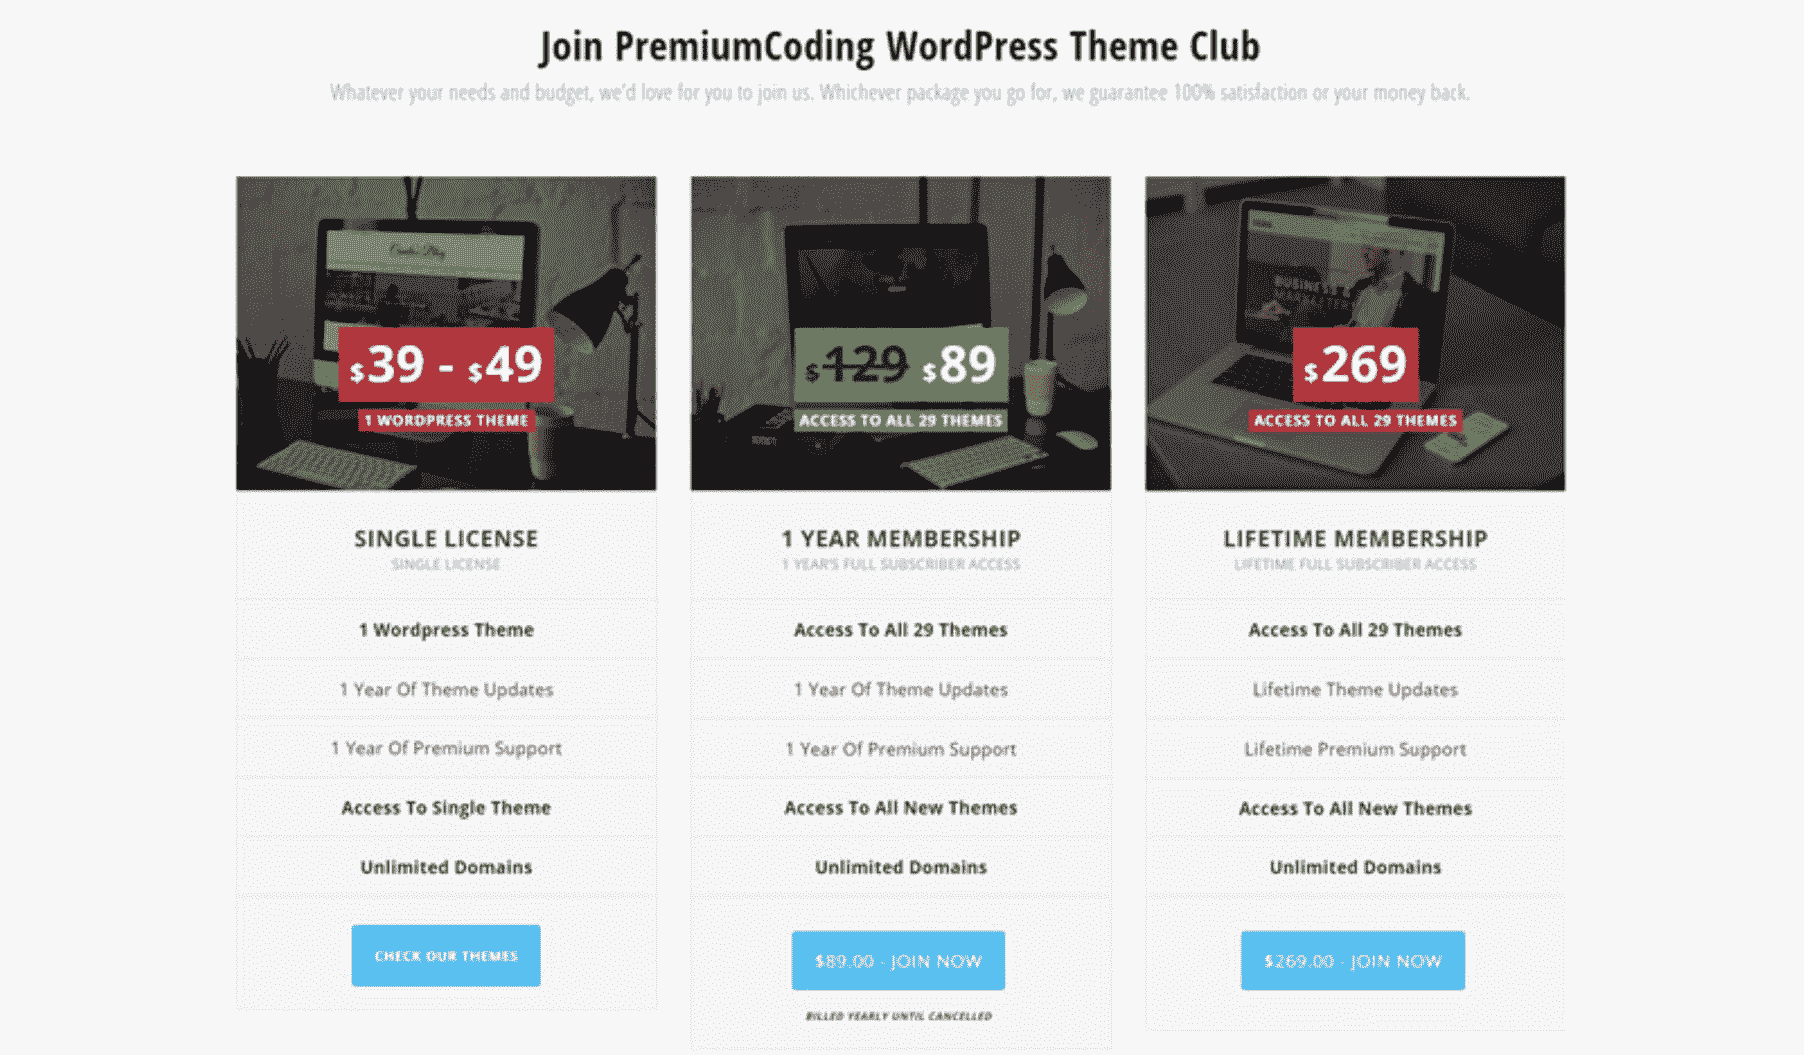 Join PremiumCoding WordPress Theme Club
Whatever your needs and budget, we'd love for you to join us. Whichever package you go for, we guarantee 100% satisfaction or your money back.
$39 - $49
1 WORDPRESS THEME
SINGLE LICENSE
SINGLE LICENSE
1 Wordpress Theme
1 Year Of Theme Updates
1 Year Of Premium Support
Access To Single Theme
Unlimited Domains
CHECK OUR THEMES
$129 $89
ACCESS TO ALL 29 THEMES
1 YEAR MEMBERSHIP
1 YEAR'S FULL SUBSCRIBER ACCESS
Access To All 29 Themes
1 Year Of Theme Updates
1 Year Of Premium Support
Access To All New Themes
Unlimited Domains
$89.00 - JOIN NOW
BILLED YEARLY UNTIL CANCELLED
BUSINESS &
$269
ACCESS TO ALL 29 THEMES
LIFETIME MEMBERSHIP
LIFETIME FULL SUBSCRIBER ACCESS
Access To All 29 Themes
Lifetime Theme Updates
Lifetime Premium Support
Access To All New Themes
Unlimited Domains
$269.00 - JOIN NOW